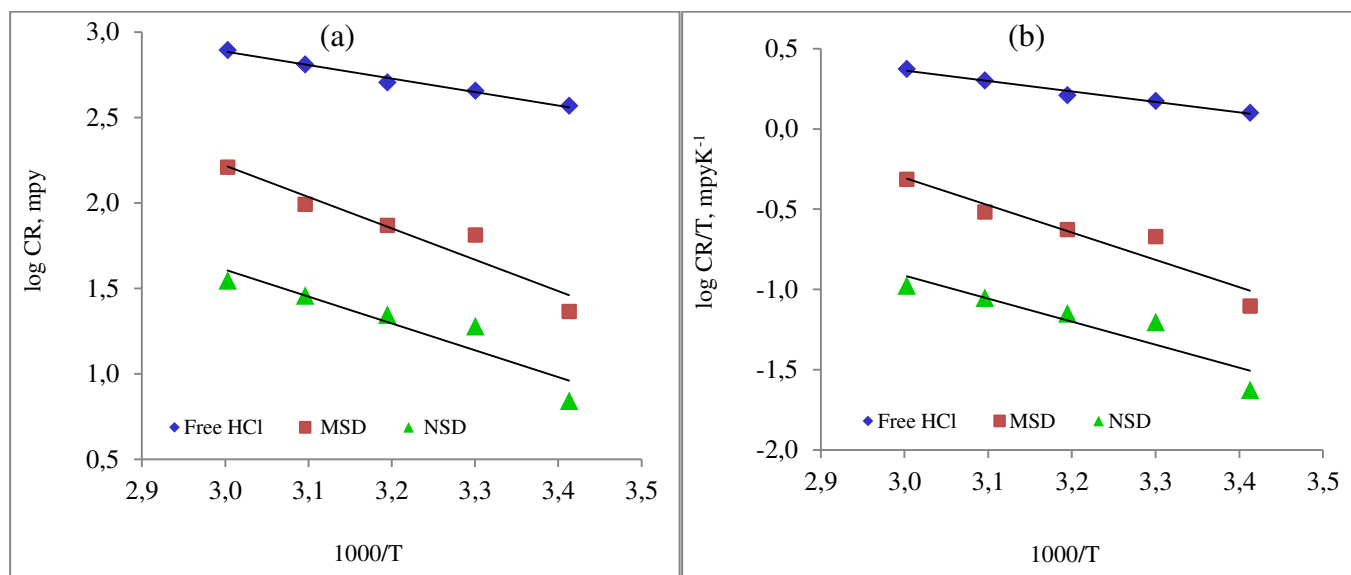 (a)
3,0
2,5
2,0
1,5
1,0
0,5
log CR, mpy
Free HCl MSD NSD
2,9 3,0 3,1 3,2 3,3 3,4 3,5
1000/T
(b)
0,5
0,0
-0,5
-1,0
-1,5
-2,0
log CR/T, mpyK⁻¹
Free HCl MSD NSD
2,9 3,0 3,1 3,2 3,3 3,4 3,5
1000/T